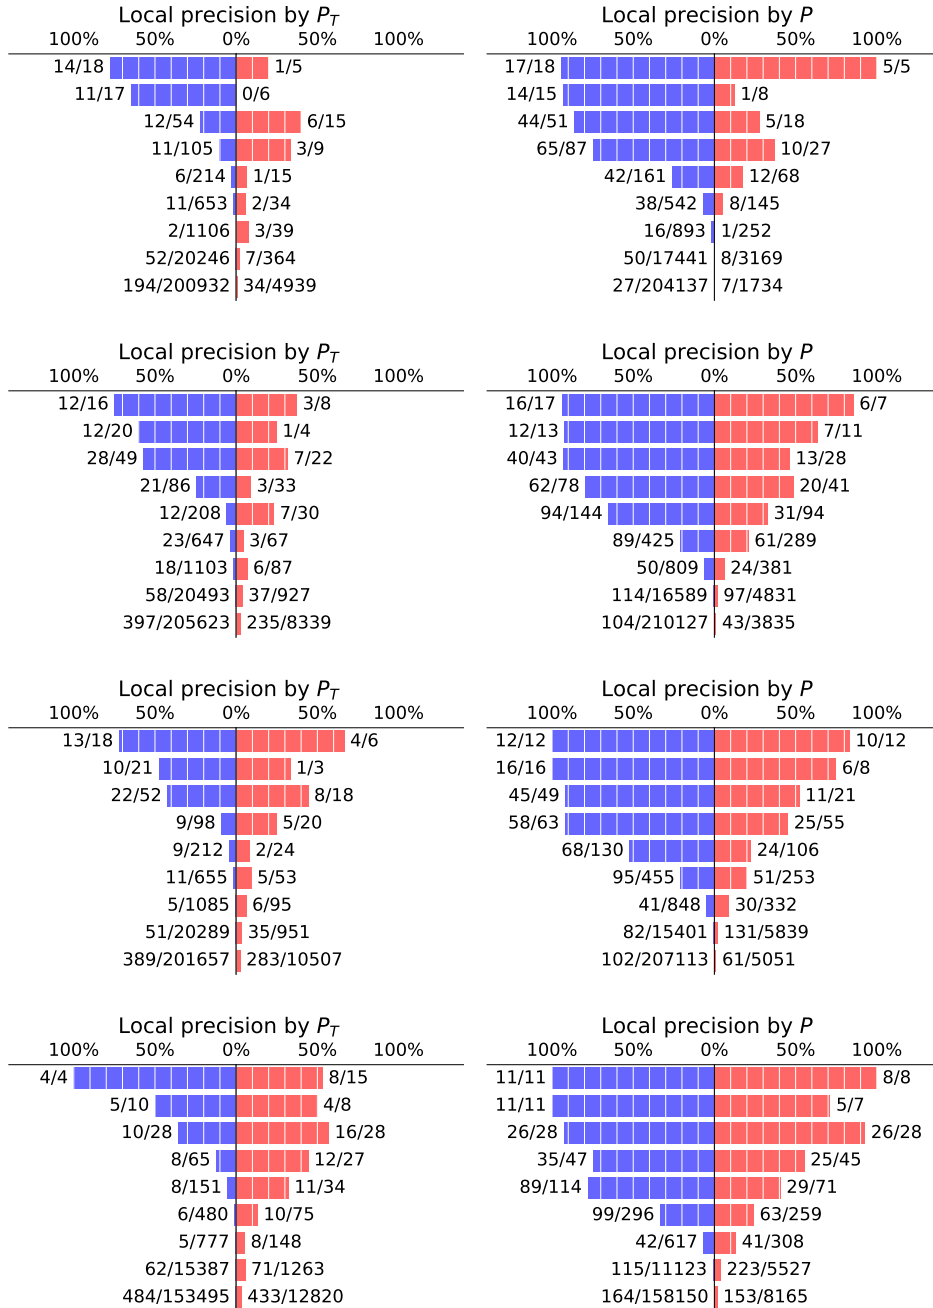 Local precision by P_T Local precision by P
100% 50% 0% 50% 100% 100% 50% 0% 50% 100%
14/18 1/5 17/18 5/5
11/17 0/6 14/15 1/8
12/54 6/15 44/51 5/18
11/105 3/9 65/87 10/27
6/214 1/15 42/161 12/68
11/653 2/34 38/542 8/145
2/1106 3/39 16/893 1/252
52/20246 7/364 50/17441 8/3169
194/200932 34/4939 27/204137 7/1734
Local precision by P_T Local precision by P
100% 50% 0% 50% 100% 100% 50% 0% 50% 100%
12/16 3/8 16/17 6/7
12/20 1/4 12/13 7/11
28/49 7/22 40/43 13/28
21/86 3/33 62/78 20/41
12/208 7/30 94/144 31/94
23/647 3/67 89/425 61/289
18/1103 6/87 50/809 24/381
58/20493 37/927 114/16589 97/4831
397/205623 235/8339 104/210127 43/3835
Local precision by P_T Local precision by P
100% 50% 0% 50% 100% 100% 50% 0% 50% 100%
13/18 4/6 12/12 10/12
10/21 1/3 16/16 6/8
22/52 8/18 45/49 11/21
9/98 5/20 58/63 25/55
9/212 2/24 68/130 24/106
11/655 5/53 95/455 51/253
5/1085 6/95 41/848 30/332
51/20289 35/951 82/15401 131/5839
389/201657 283/10507 102/207113 61/5051
Local precision by P_T Local precision by P
100% 50% 0% 50% 100% 100% 50% 0% 50% 100%
4/4 8/15 11/11 8/8
5/10 4/8 11/11 5/7
10/28 16/28 26/28 26/28
8/65 12/27 35/47 25/45
8/151 11/34 89/114 29/71
6/480 10/75 99/296 63/259
5/777 8/148 42/617 41/308
62/15387 71/1263 115/11123 223/5527
484/153495 433/12820 164/158150 153/8165